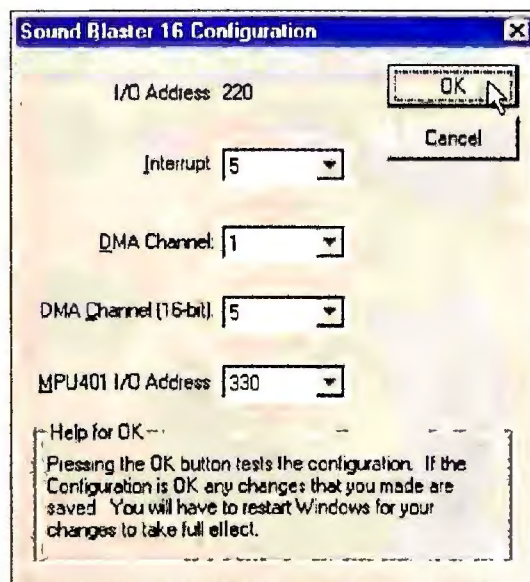 Sound Blaster 16 Configuration
I/O Address 220
OK
Cancel
Interrupt 5
DMA Channel: 1
DMA Channel (16-bit) 5
MPU401 I/O Address 330
Help for OK
Pressing the OK button tests the configuration. If the
Configuration is OK any changes that you made are
saved You will have to restart Windows for your
changes to take full effect.